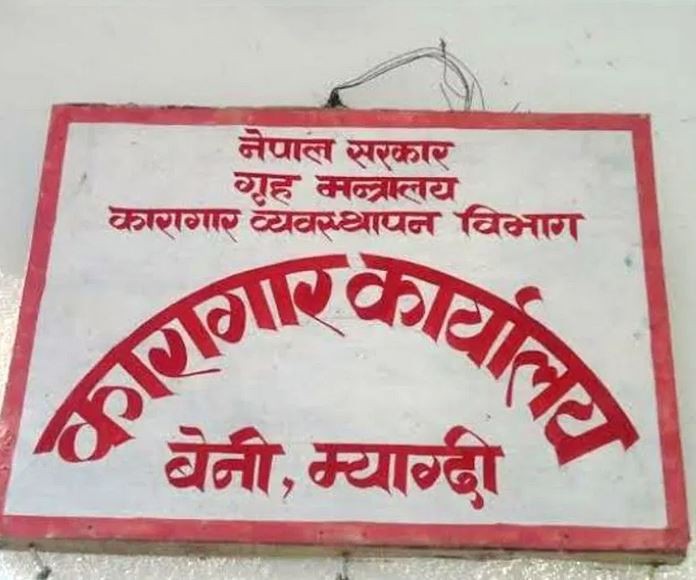 नेपाल सरकार
गृह मन्त्रालय
कारागार व्यवस्थापन विभाग
कारागार कार्यालय
बेनी, म्याग्दी